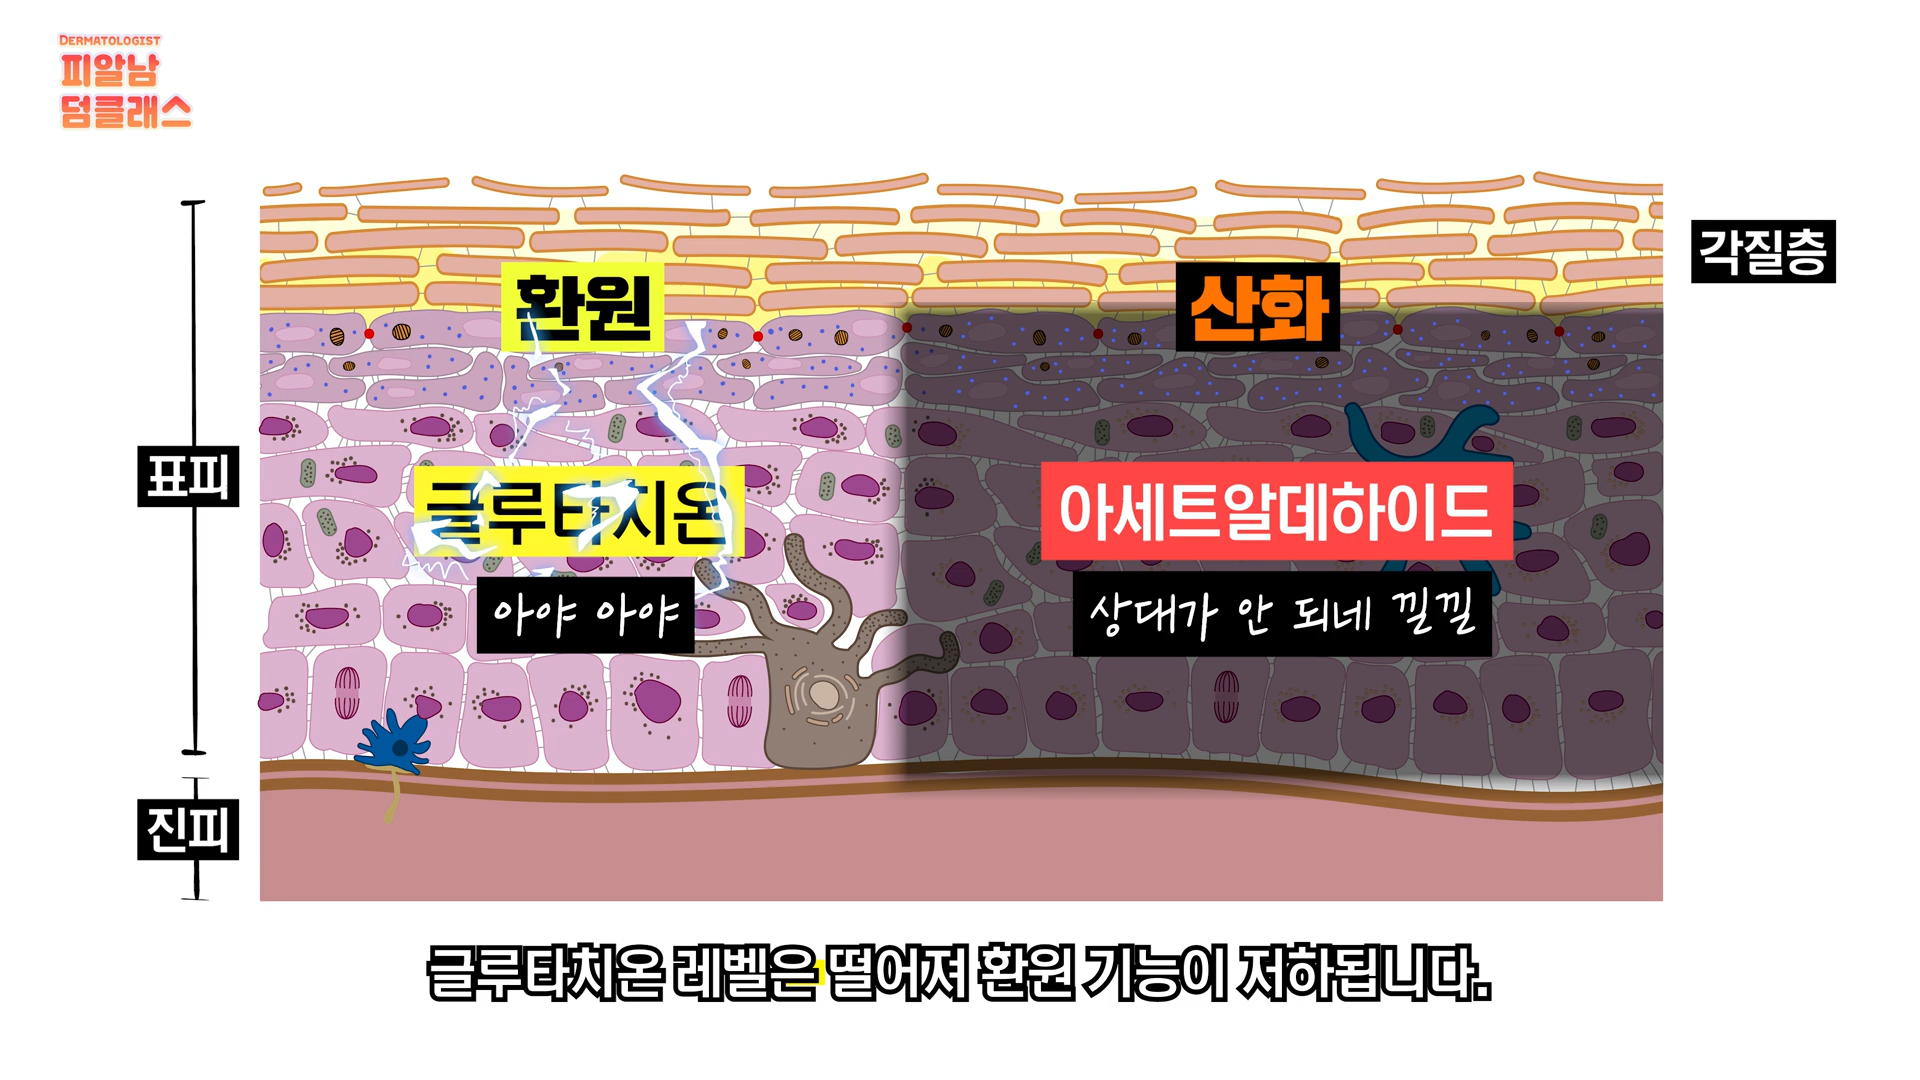 DERMATOLOGIST
피알남
덤클래스
각질층
환원
산화
표피
글루타치온
아세트알데하이드
아야 아야
상대가 안 되네 낄낄
진피
글루타치온 레벨은 떨어져 환원 기능이 저하됩니다.